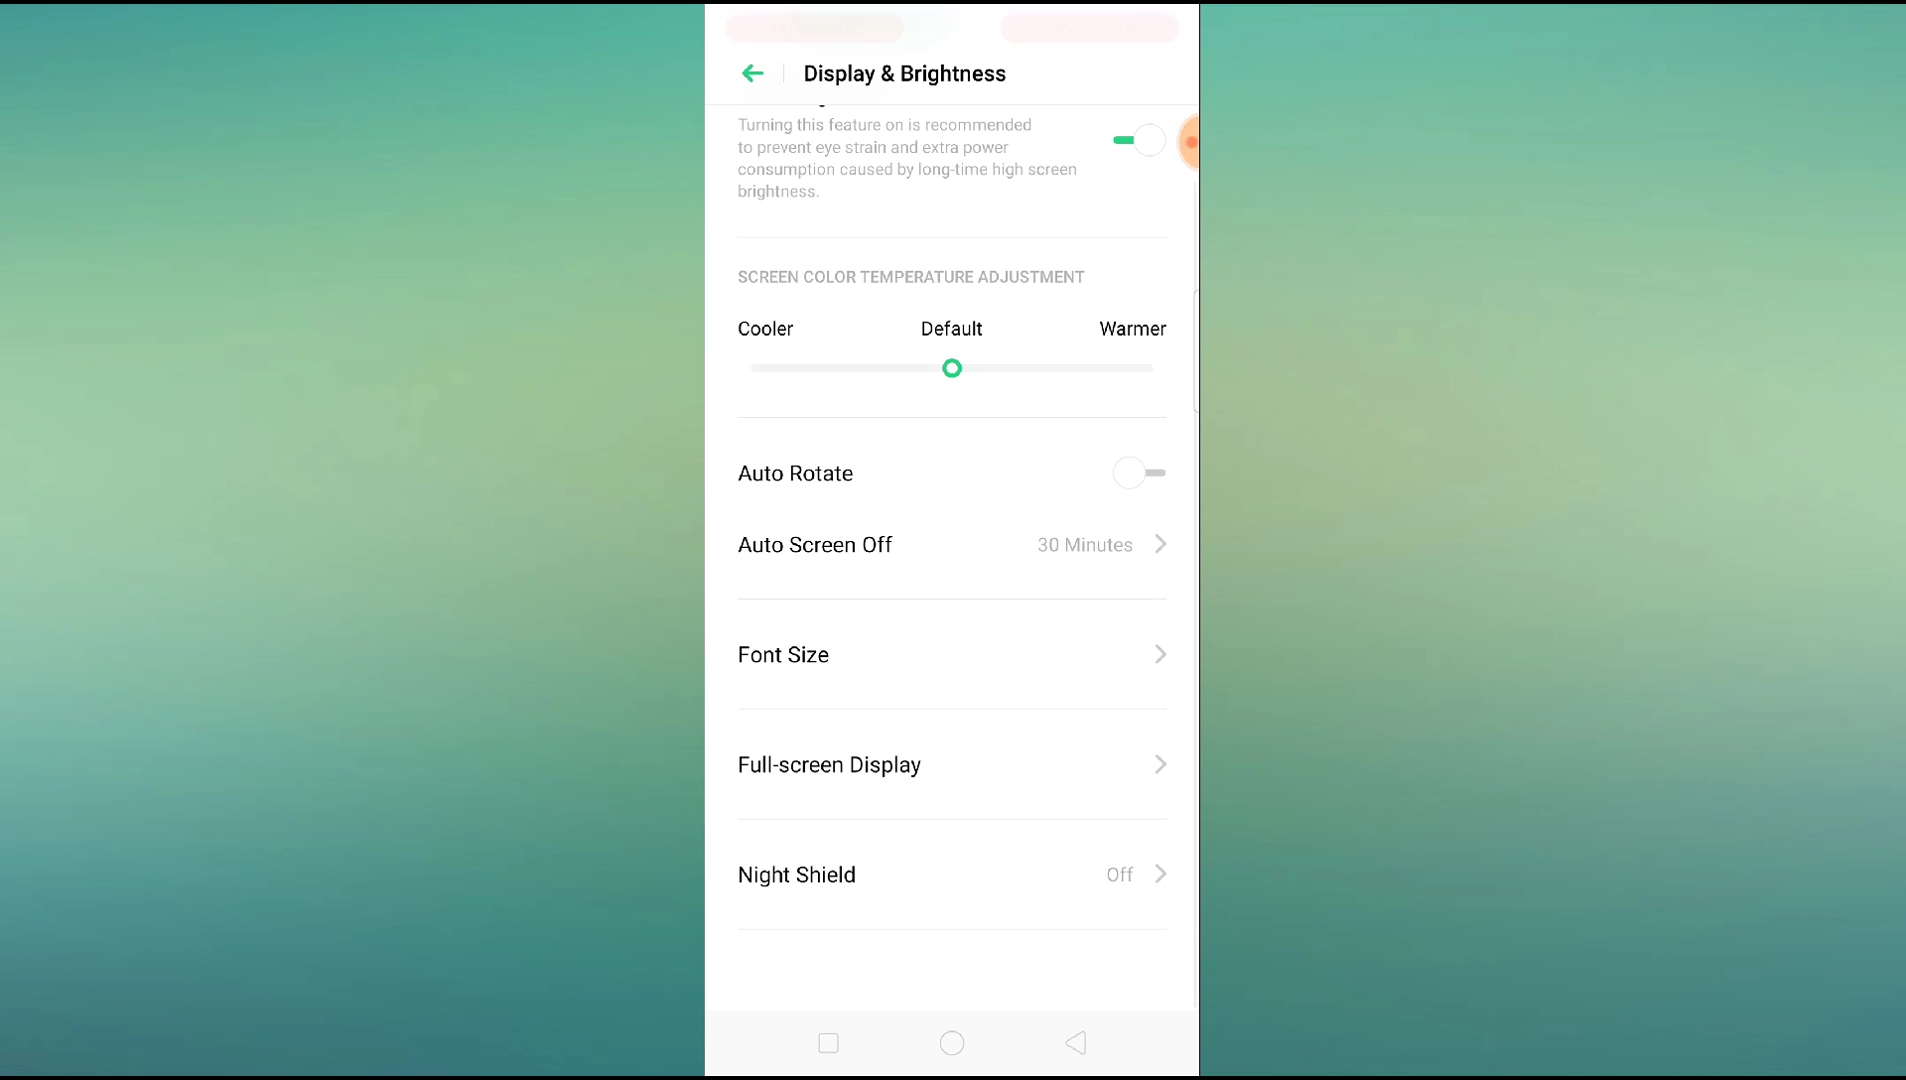 Display & Brightness
Turning this feature on is recommended
to prevent eye strain and extra power
consumption caused by long-time high screen
brightness.
SCREEN COLOR TEMPERATURE ADJUSTMENT
Cooler Default Warmer
Auto Rotate
Auto Screen Off 30 Minutes
Font Size
Full-screen Display
Night Shield Off